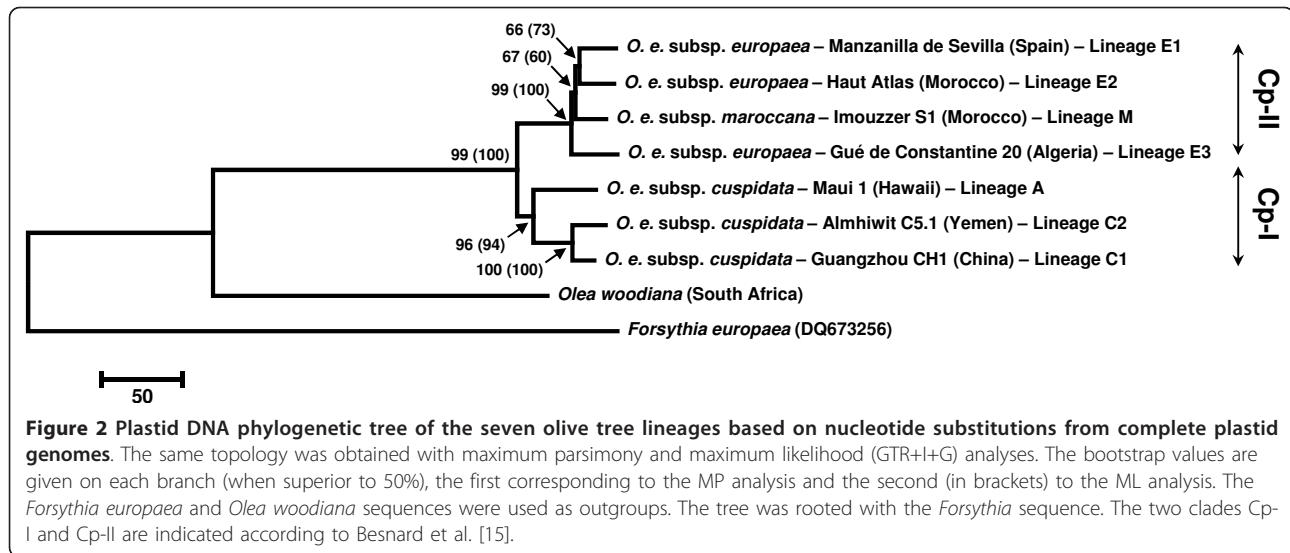 66 (73)
O. e. subsp. europaea – Manzanilla de Sevilla (Spain) – Lineage E1
67 (60)
O. e. subsp. europaea – Haut Atlas (Morocco) – Lineage E2
99 (100)
O. e. subsp. maroccana – Imouzzer S1 (Morocco) – Lineage M
Cp-II
99 (100)
O. e. subsp. europaea – Gué de Constantine 20 (Algeria) – Lineage E3
O. e. subsp. cuspidata – Maui 1 (Hawaii) – Lineage A
O. e. subsp. cuspidata – Almhiwit C5.1 (Yemen) – Lineage C2
Cp-I
96 (94)
O. e. subsp. cuspidata – Guangzhou CH1 (China) – Lineage C1
100 (100)
Olea woodiana (South Africa)
Forsythia europaea (DQ673256)
50
Figure 2 Plastid DNA phylogenetic tree of the seven olive tree lineages based on nucleotide substitutions from complete plastid
genomes. The same topology was obtained with maximum parsimony and maximum likelihood (GTR+I+G) analyses. The bootstrap values are
given on each branch (when superior to 50%), the first corresponding to the MP analysis and the second (in brackets) to the ML analysis. The
Forsythia europaea and Olea woodiana sequences were used as outgroups. The tree was rooted with the Forsythia sequence. The two clades Cp-
I and Cp-II are indicated according to Besnard et al. [15].